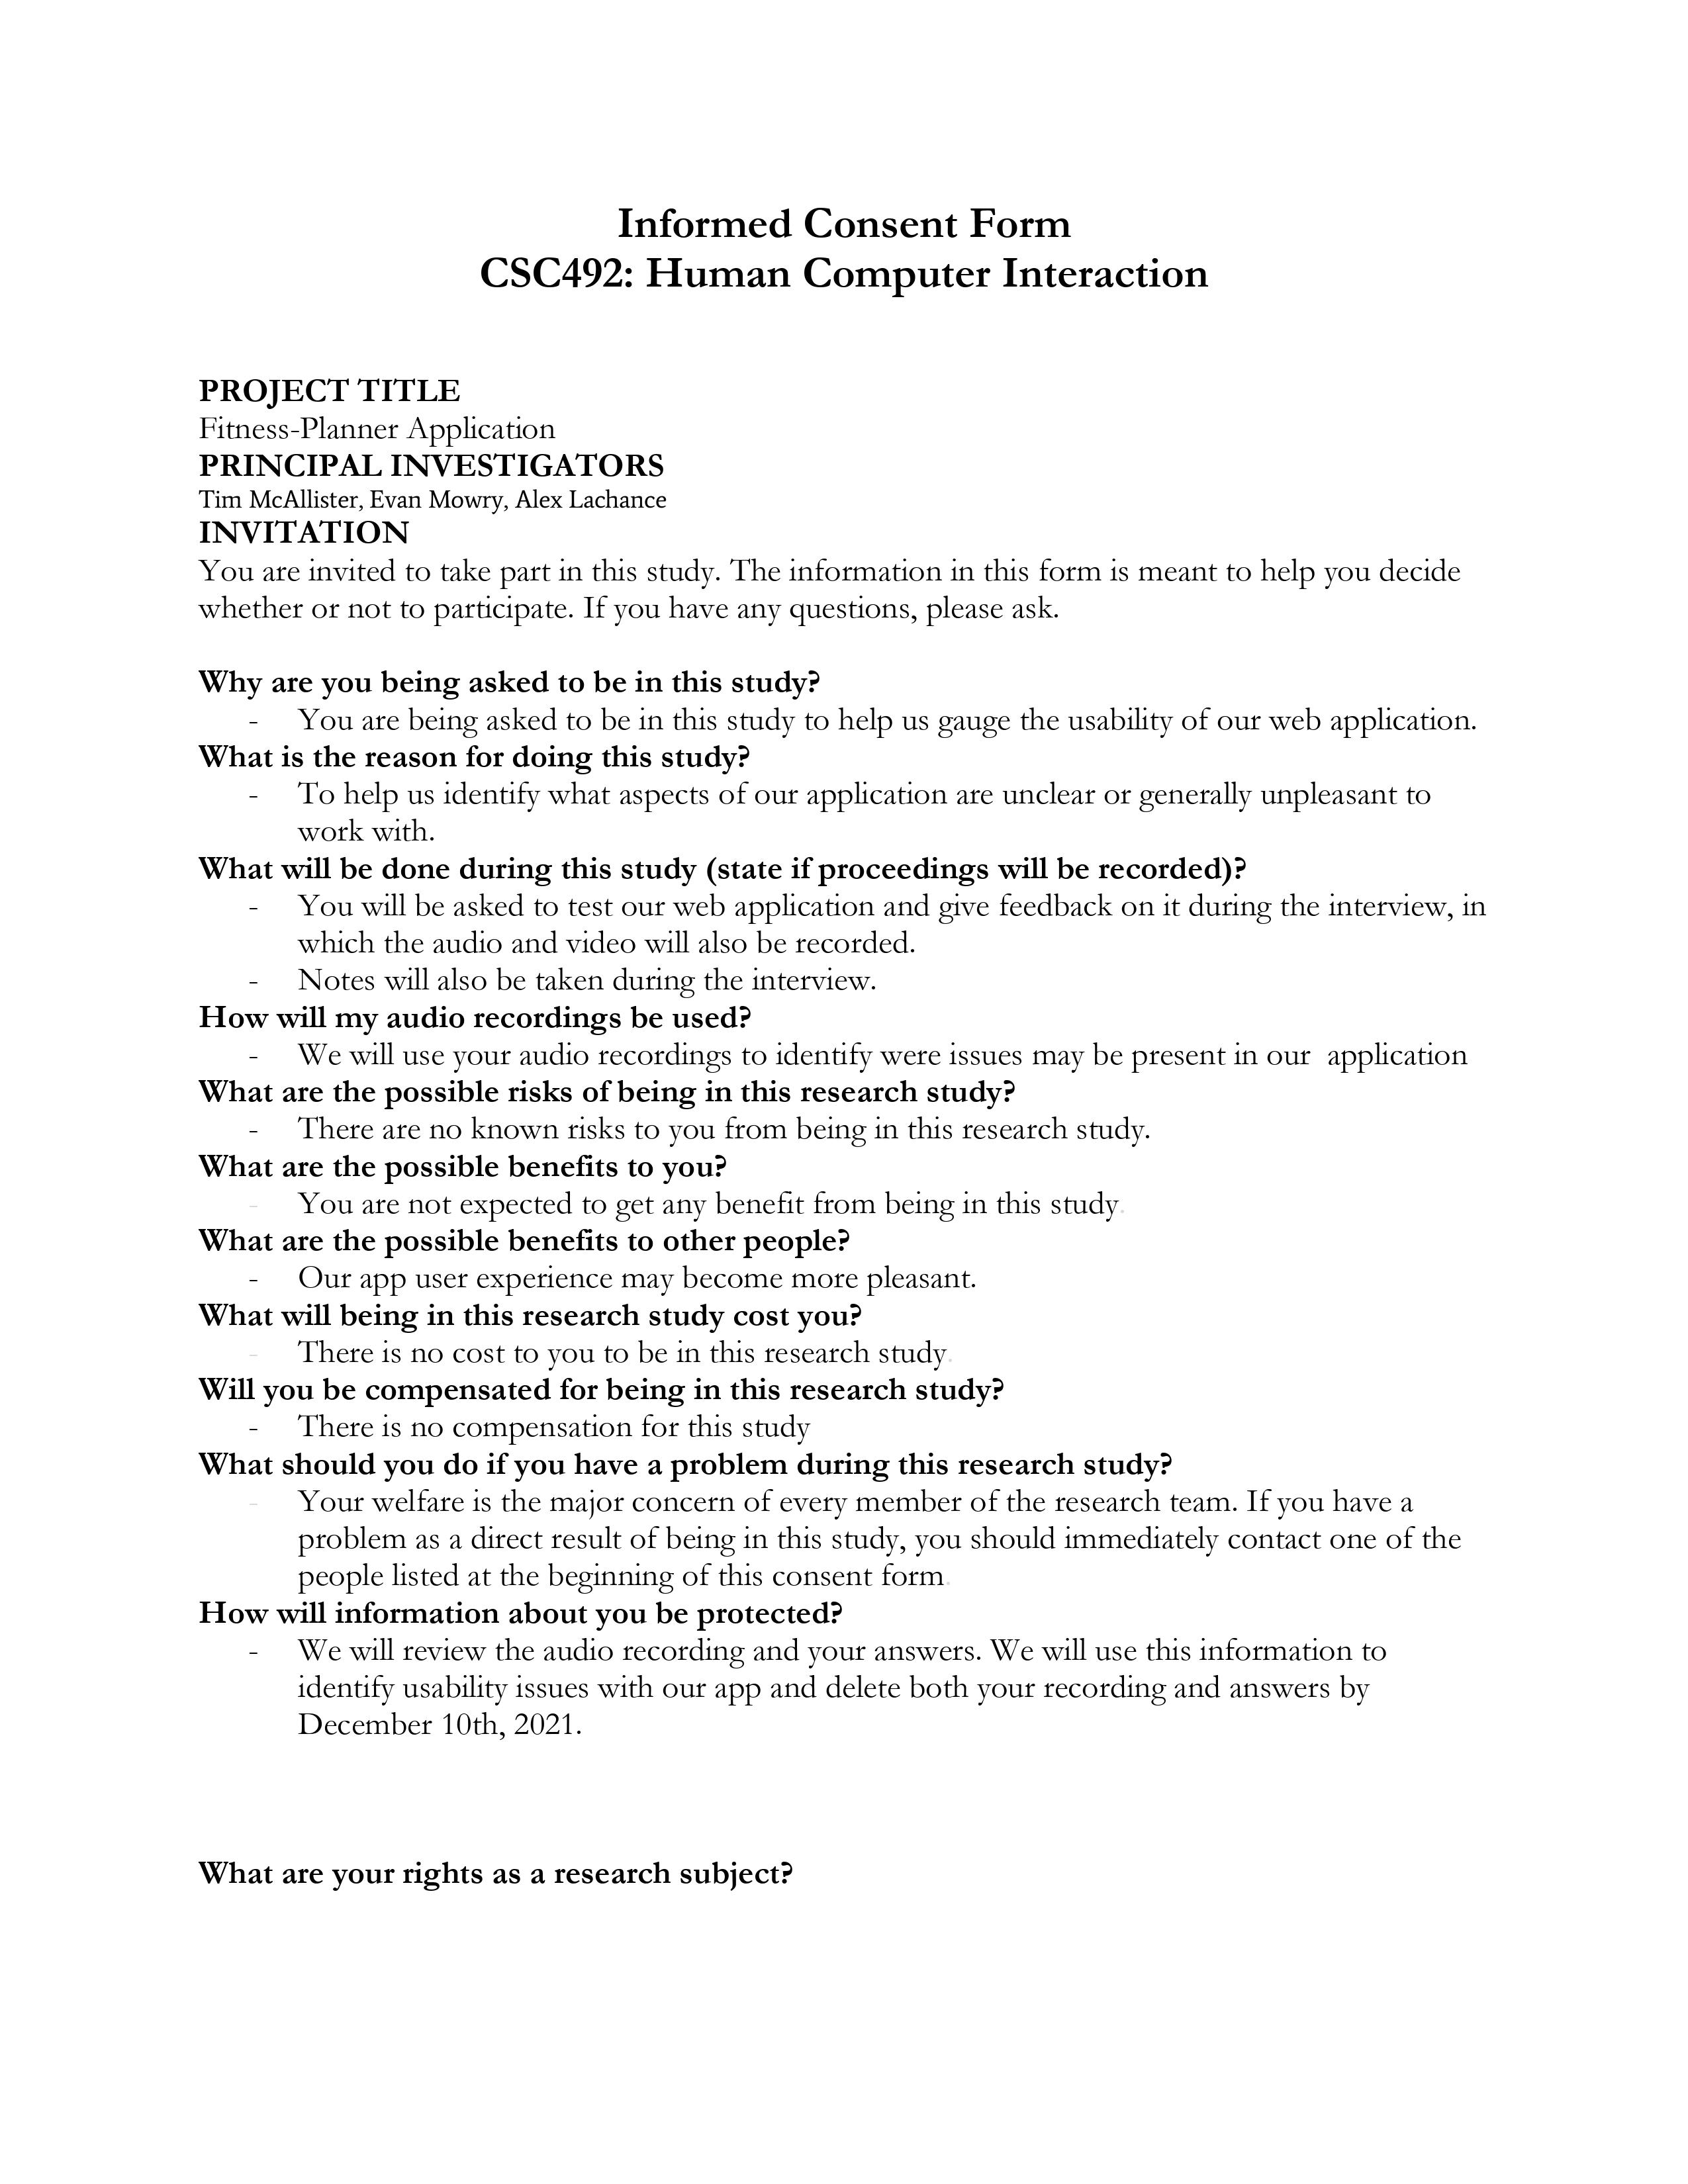 Informed Consent Form
CSC492: Human Computer Interaction
PROJECT TITLE
Fitness-Planner Application
PRINCIPAL INVESTIGATORS
Tim McAllister, Evan Mowry, Alex Lachance
INVITATION
You are invited to take part in this study. The information in this form is meant to help you decide
whether or not to participate. If you have any questions, please ask.
Why are you being asked to be in this study?
- You are being asked to be in this study to help us gauge the usability of our web application.
What is the reason for doing this study?
- To help us identify what aspects of our application are unclear or generally unpleasant to
work with.
What will be done during this study (state if proceedings will be recorded)?
- You will be asked to test our web application and give feedback on it during the interview, in
which the audio and video will also be recorded.
- Notes will also be taken during the interview.
How will my audio recordings be used?
- We will use your audio recordings to identify were issues may be present in our  application
What are the possible risks of being in this research study?
- There are no known risks to you from being in this research study.
What are the possible benefits to you?
- You are not expected to get any benefit from being in this study.
What are the possible benefits to other people?
- Our app user experience may become more pleasant.
What will being in this research study cost you?
- There is no cost to you to be in this research study.
Will you be compensated for being in this research study?
- There is no compensation for this study
What should you do if you have a problem during this research study?
- Your welfare is the major concern of every member of the research team. If you have a
problem as a direct result of being in this study, you should immediately contact one of the
people listed at the beginning of this consent form.
How will information about you be protected?
- We will review the audio recording and your answers. We will use this information to
identify usability issues with our app and delete both your recording and answers by
December 10th, 2021.
What are your rights as a research subject?